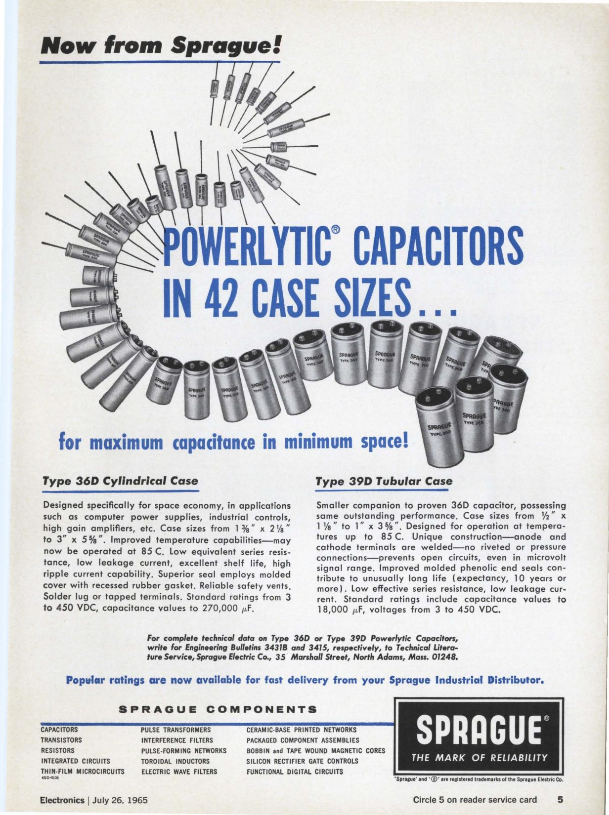 Now from Sprague!
POWERLYTIC® CAPACITORS
IN 42 CASE SIZES...
for maximum capacitance in minimum space!
Type 36D Cylindrical Case
Designed specifically for space economy, in applications
such as computer power supplies, industrial controls,
high gain amplifiers, etc. Case sizes from 1⅜″ x 2⅛″
to 3″ x 5⅝″. Improved temperature capabilities—may
now be operated at 85 C. Low equivalent series resis-
tance, low leakage current, excellent shelf life, high
ripple current capability. Superior seal employs molded
cover with recessed rubber gasket. Reliable safety vents.
Solder lug or tapped terminals. Standard ratings from 3
to 450 VDC, capacitance values to 270,000 μF.
Type 39D Tubular Case
Smaller companion to proven 36D capacitor, possessing
same outstanding performance. Case sizes from ½″ x
1⅛″ to 1″ x 3⅝″. Designed for operation at tempera-
tures up to 85 C. Unique construction—anode and
cathode terminals are welded—no riveted or pressure
connections—prevents open circuits, even in microvolt
signal range. Improved molded phenolic end seals con-
tribute to unusually long life (expectancy, 10 years or
more). Low effective series resistance, low leakage cur-
rent. Standard ratings include capacitance values to
18,000 μF, voltages from 3 to 450 VDC.
For complete technical data on Type 36D or Type 39D Powerlytic Capacitors,
write for Engineering Bulletins 3431B and 3415, respectively, to Technical Litera-
ture Service, Sprague Electric Co., 35 Marshall Street, North Adams, Mass. 01248.
Popular ratings are now available for fast delivery from your Sprague Industrial Distributor.
SPRAGUE COMPONENTS
CAPACITORS
TRANSISTORS
RESISTORS
INTEGRATED CIRCUITS
THIN-FILM MICROCIRCUITS
PULSE TRANSFORMERS
INTERFERENCE FILTERS
PULSE-FORMING NETWORKS
TOROIDAL INDUCTORS
ELECTRIC WAVE FILTERS
CERAMIC-BASE PRINTED NETWORKS
PACKAGED COMPONENT ASSEMBLIES
BOBBIN and TAPE WOUND MAGNETIC CORES
SILICON RECTIFIER GATE CONTROLS
FUNCTIONAL DIGITAL CIRCUITS
SPRAGUE®
THE MARK OF RELIABILITY
'Sprague' and '②' are registered trademarks of the Sprague Electric Co.
Electronics | July 26, 1965
Circle 5 on reader service card 5